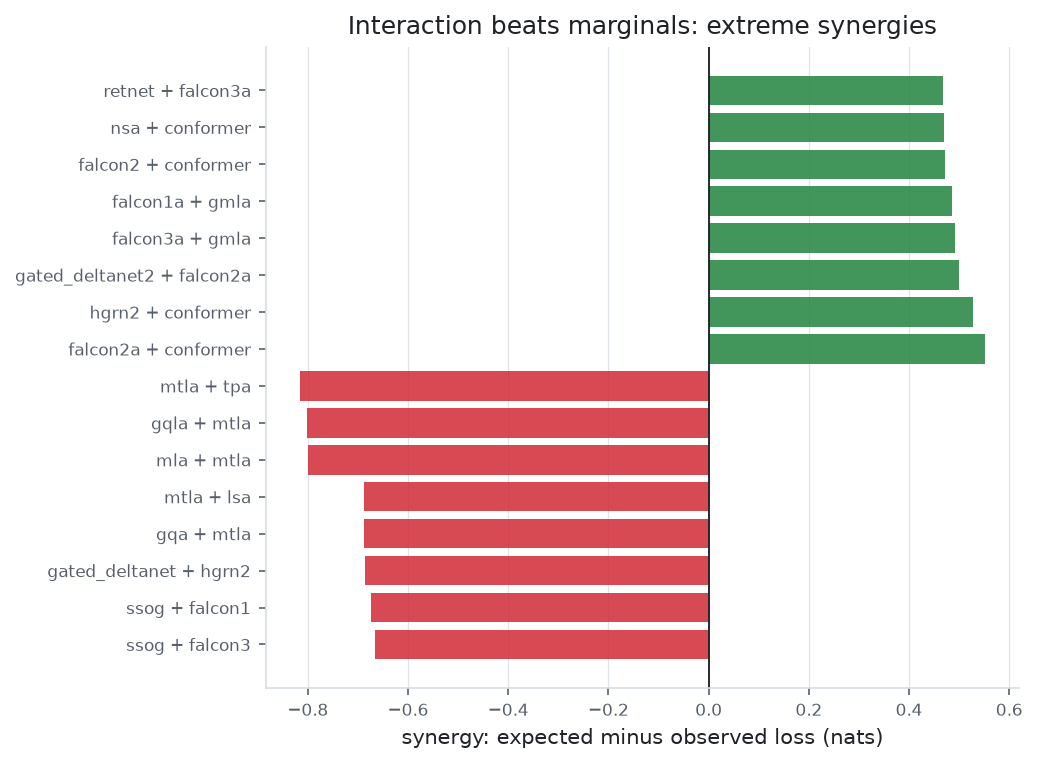 Interaction beats marginals: extreme synergies
retnet + falcon3a
nsa + conformer
falcon2 + conformer
falcon1a + gmla
falcon3a + gmla
gated_deltanet2 + falcon2a
hgrn2 + conformer
falcon2a + conformer
mtla + tpa
gqla + mtla
mla + mtla
mtla + lsa
gqa + mtla
gated_deltanet + hgrn2
ssog + falcon1
ssog + falcon3
−0.8 −0.6 −0.4 −0.2 0.0 0.2 0.4 0.6
synergy: expected minus observed loss (nats)